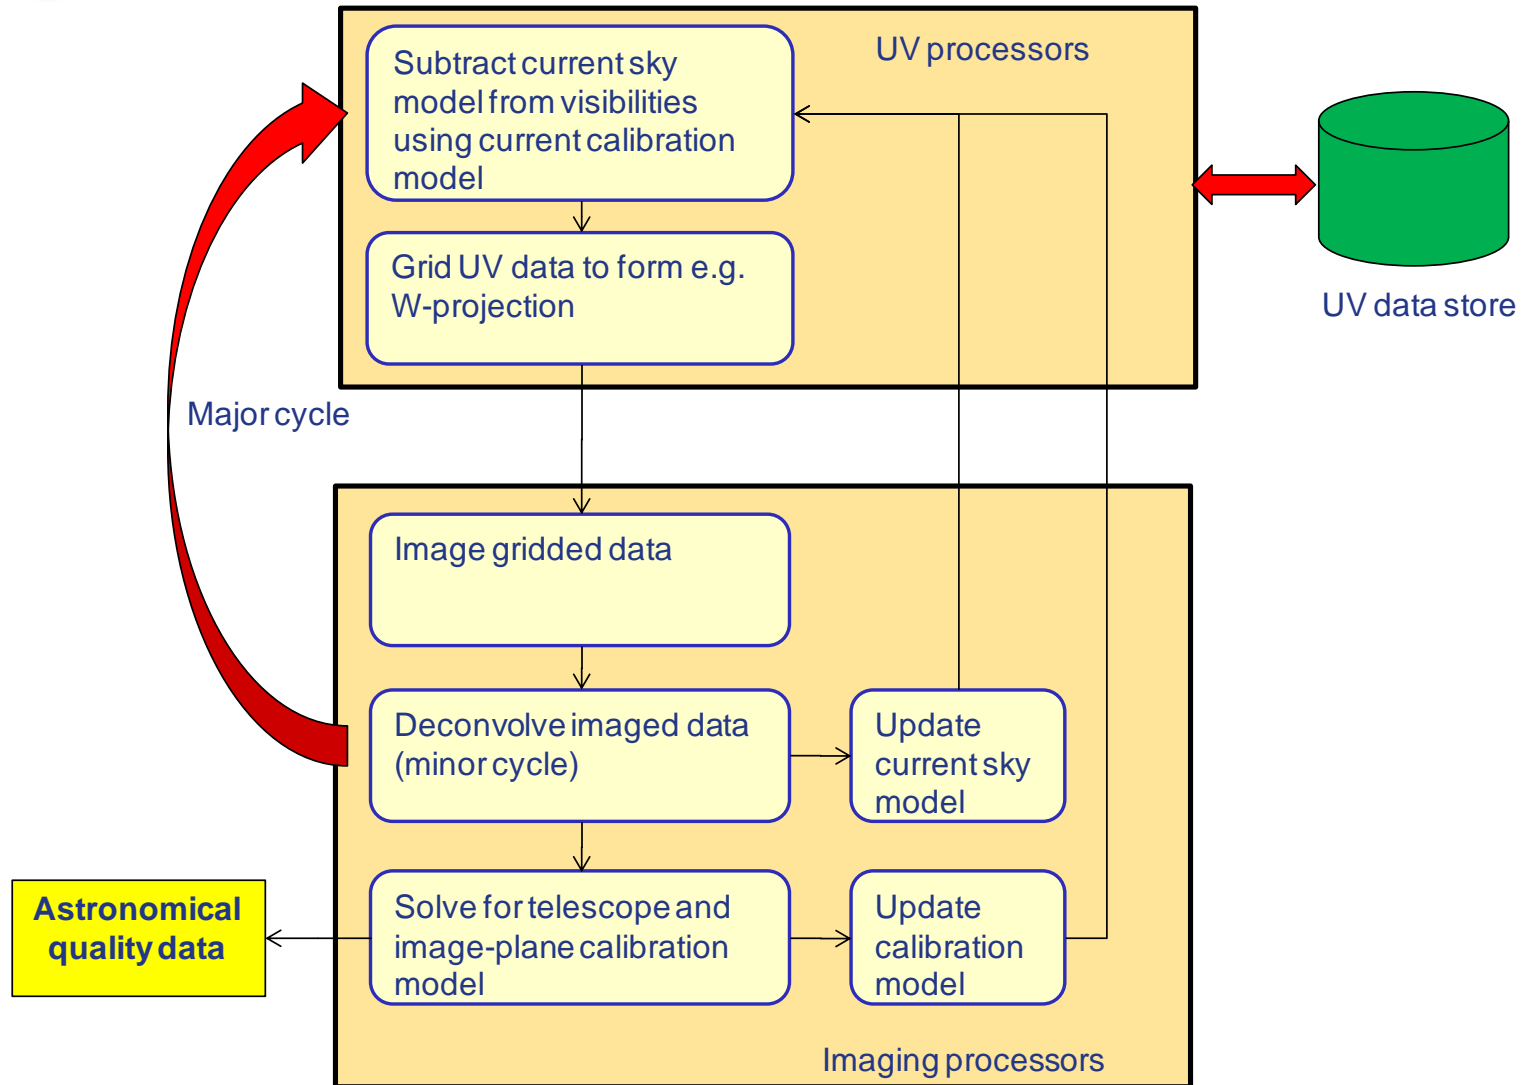 UV processors
Subtract current sky
model from visibilities
using current calibration
model
Grid UV data to form e.g.
W-projection
UV data store
Major cycle
Image gridded data
Deconvolve imaged data
(minor cycle)
Update
current sky
model
Astronomical
quality data
Solve for telescope and
image-plane calibration
model
Update
calibration
model
Imaging processors